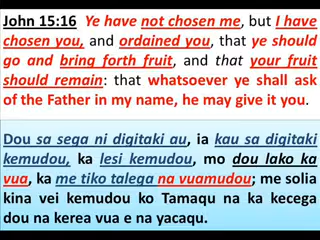 John 15:16 Ye have not chosen me, but I have
chosen you, and ordained you, that ye should
go and bring forth fruit, and that your fruit
should remain: that whatsoever ye shall ask
of the Father in my name, he may give it you.
Dou sa sega ni digitaki au, ia kau sa digitaki
kemudou, ka lesi kemudou, mo dou lako ka
vua, ka me tiko talega na vuamudou; me solia
kina vei kemudou ko Tamaqu na ka kecega
dou na kerea vua e na yacaqu.